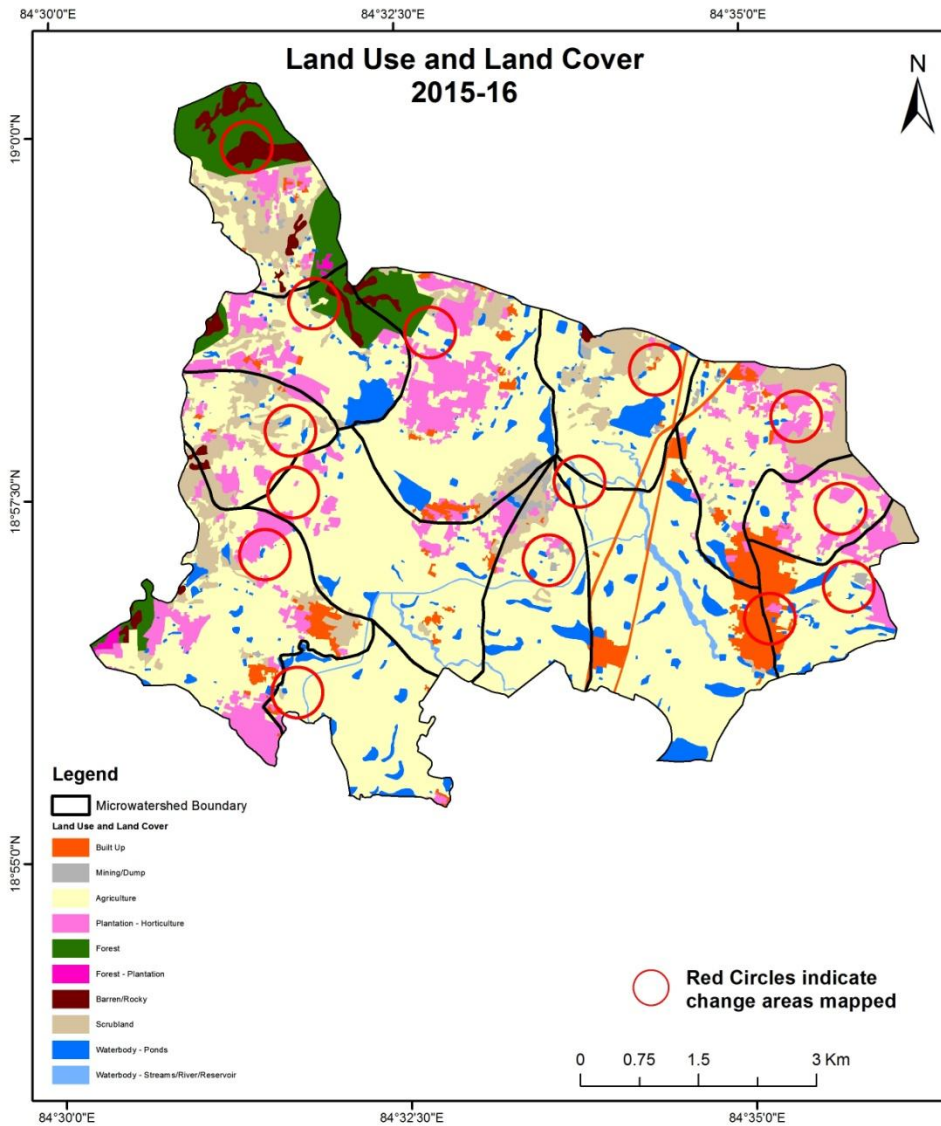 84°30'0"E
84°32'30"E
84°35'0"E
Land Use and Land Cover
2015-16
N
19°0'0"N
18°57'30"N
18°55'0"N
Legend
Microwatershed Boundary
Land Use and Land Cover
Built Up
Mining/Dump
Agriculture
Plantation - Horticulture
Forest
Forest - Plantation
Barren/Rocky
Scrubland
Waterbody - Ponds
Waterbody - Streams/River/Reservoir
Red Circles indicate
change areas mapped
0 0.75 1.5 3 Km
84°30'0"E
84°32'30"E
84°35'0"E